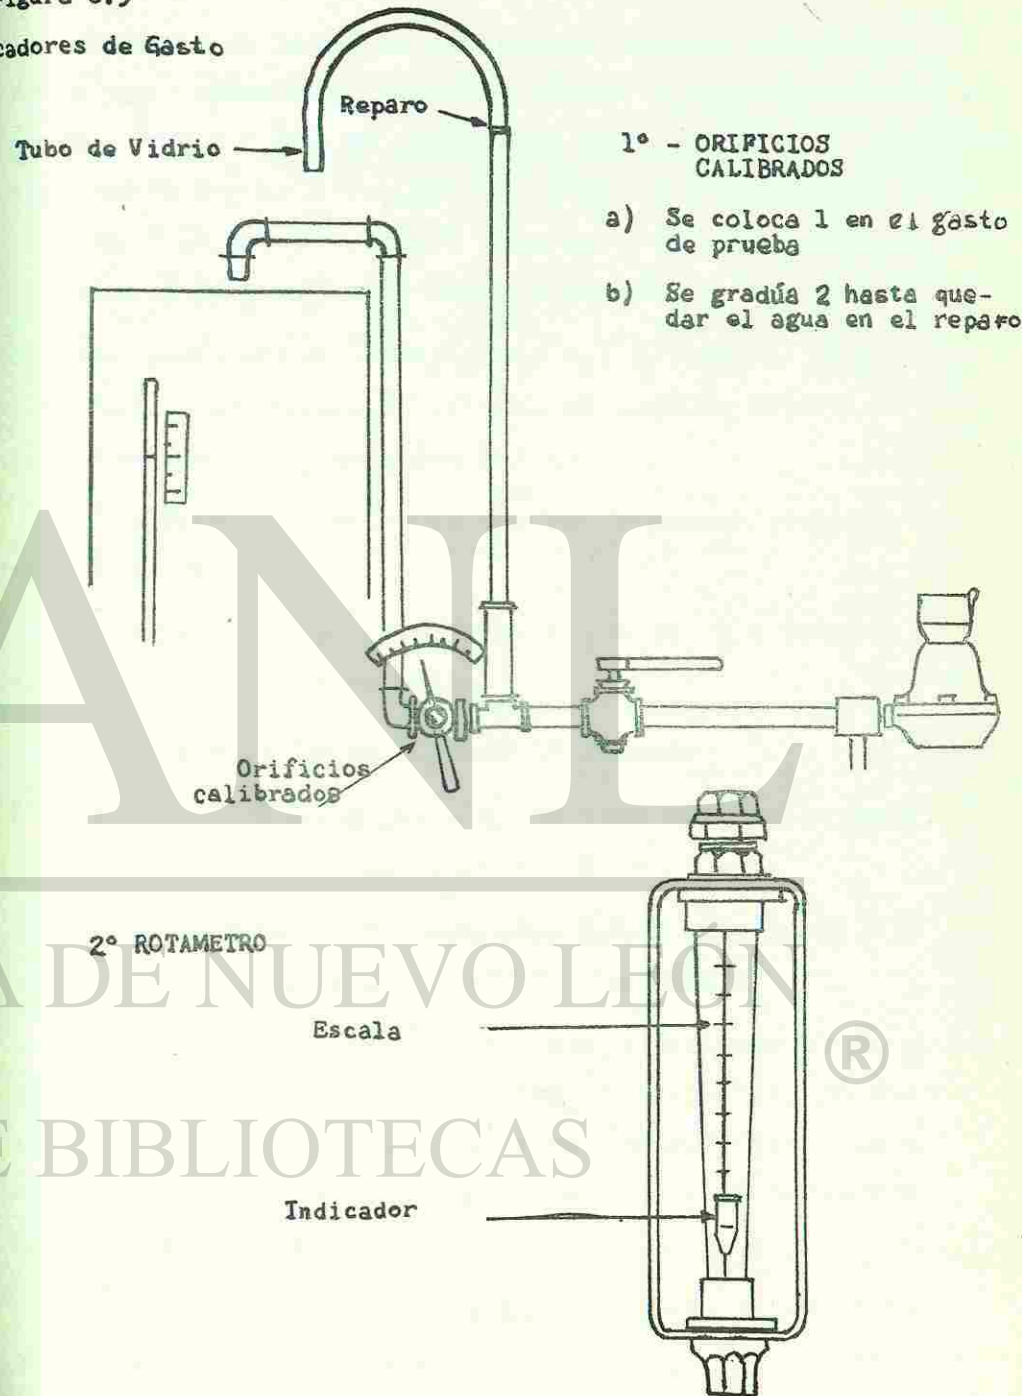 cadores de Gasto
Reparo
Tubo de Vidrio
1° - ORIFICIOS
CALIBRADOS
a) Se coloca 1 en el gasto
de prueba
b) Se gradúa 2 hasta que-
dar el agua en el reparo
Orificios
calibrados
2° ROTAMETRO
Escala
Indicador
ANL
A DE NUEVO LEÓN
®
E BIBLIOTECAS